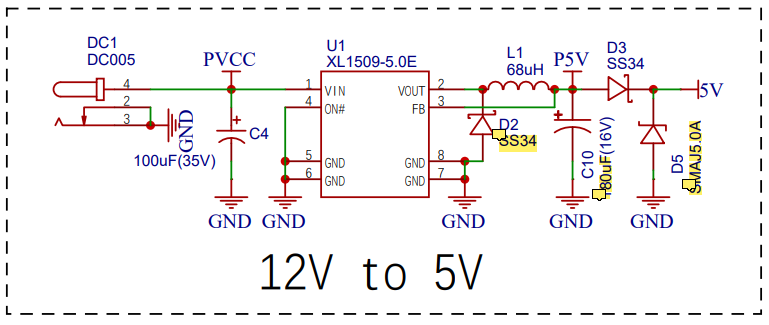 DC1
DC005
4
2
3
GND
PVCC
C4
100uF(35V)
GND
U1
XL1509-5.0E
1 VIN
4 ON#
5 GND
6 GND
VOUT 2
FB 3
GND 8
GND 7
GND
L1
68uH
D2
SS34
GND
P5V
C10
GND
D3
SS34
5V
D5
SMAJ5.0A
GND
12V to 5V